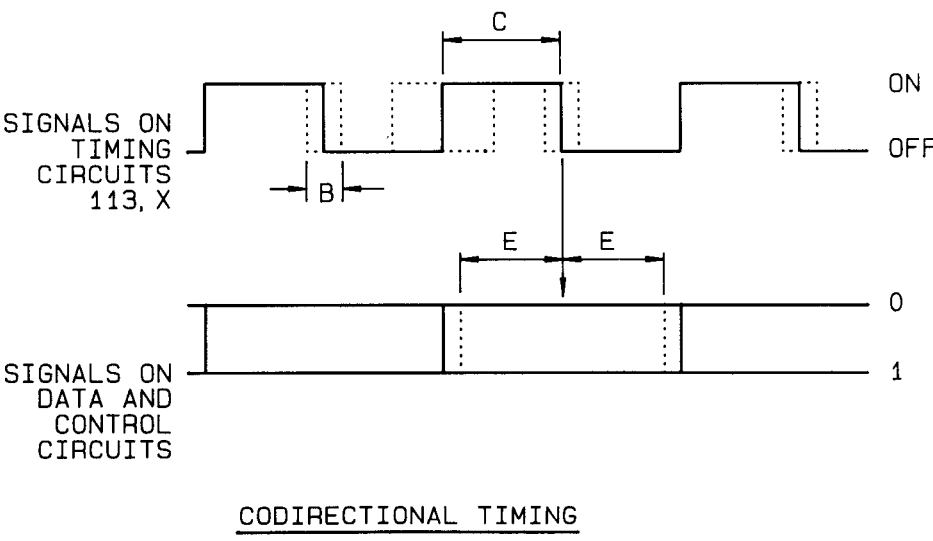 C
ON
SIGNALS ON
TIMING
CIRCUITS
113, X
OFF
B
E E
0
SIGNALS ON
DATA AND
CONTROL
CIRCUITS
1
CODIRECTIONAL TIMING